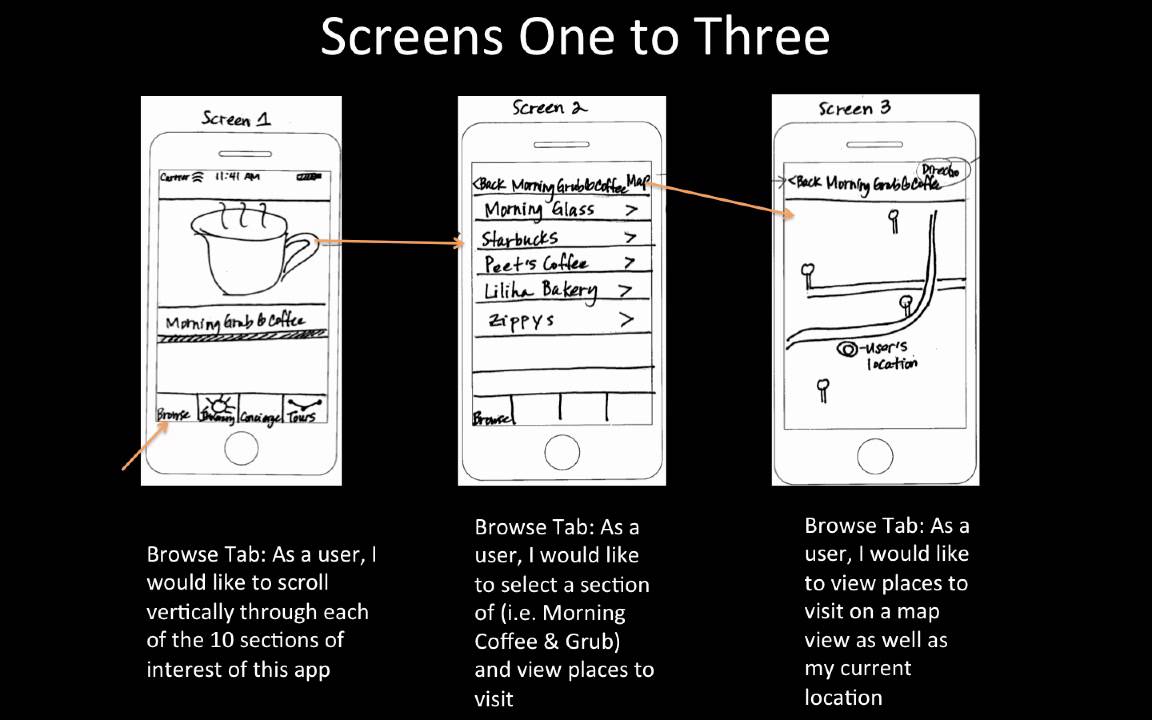 Screens One to Three
Screen 1
Carrier 11:41 AM
Morning Grub & Coffee
Browse Concierge Tours
Screen 2
<Back Morning Grub & Coffee Map
Morning Glass >
Starbucks >
Peet's Coffee >
Liliha Bakery >
Zippys >
Browse
Screen 3
<Back Morning Grub & Coffee
-user's
location
Browse Tab: As a user, I
would like to scroll
vertically through each
of the 10 sections of
interest of this app
Browse Tab: As a
user, I would like
to select a section
of (i.e. Morning
Coffee & Grub)
and view places to
visit
Browse Tab: As a
user, I would like
to view places to
visit on a map
view as well as
my current
location